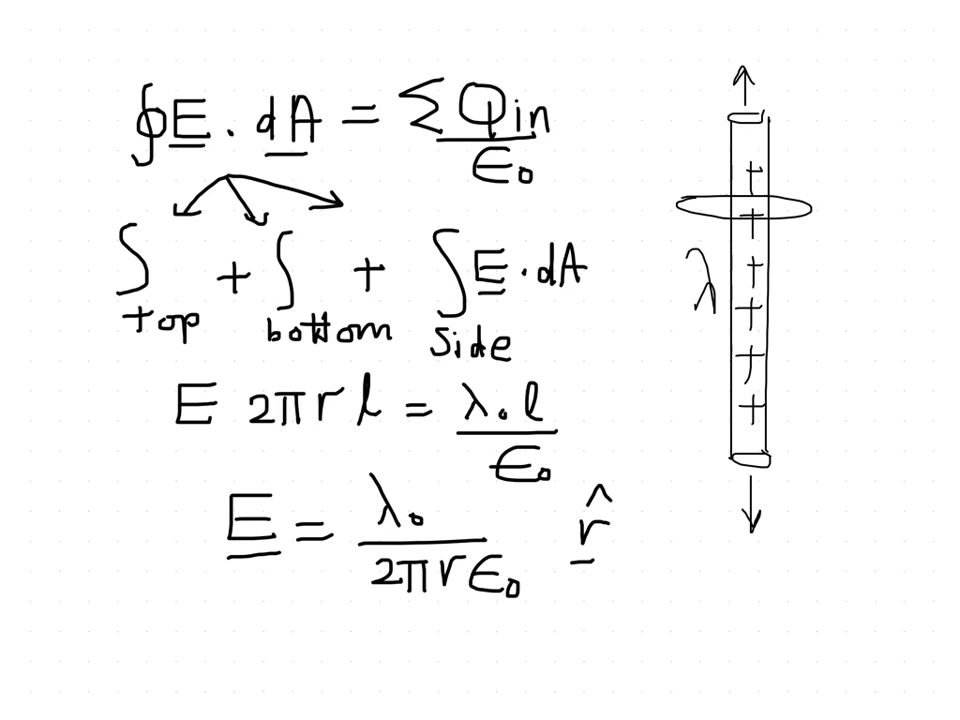 ∮E̲ · dA̲ = ΣQin/ϵ₀
∫top + ∫bottom + ∫side E̲ · dA
E 2πrl = λ₀l/ϵ₀
E̲ = λ₀/2πrϵ₀ r̲̂
λ
+
+
+
+
+
+